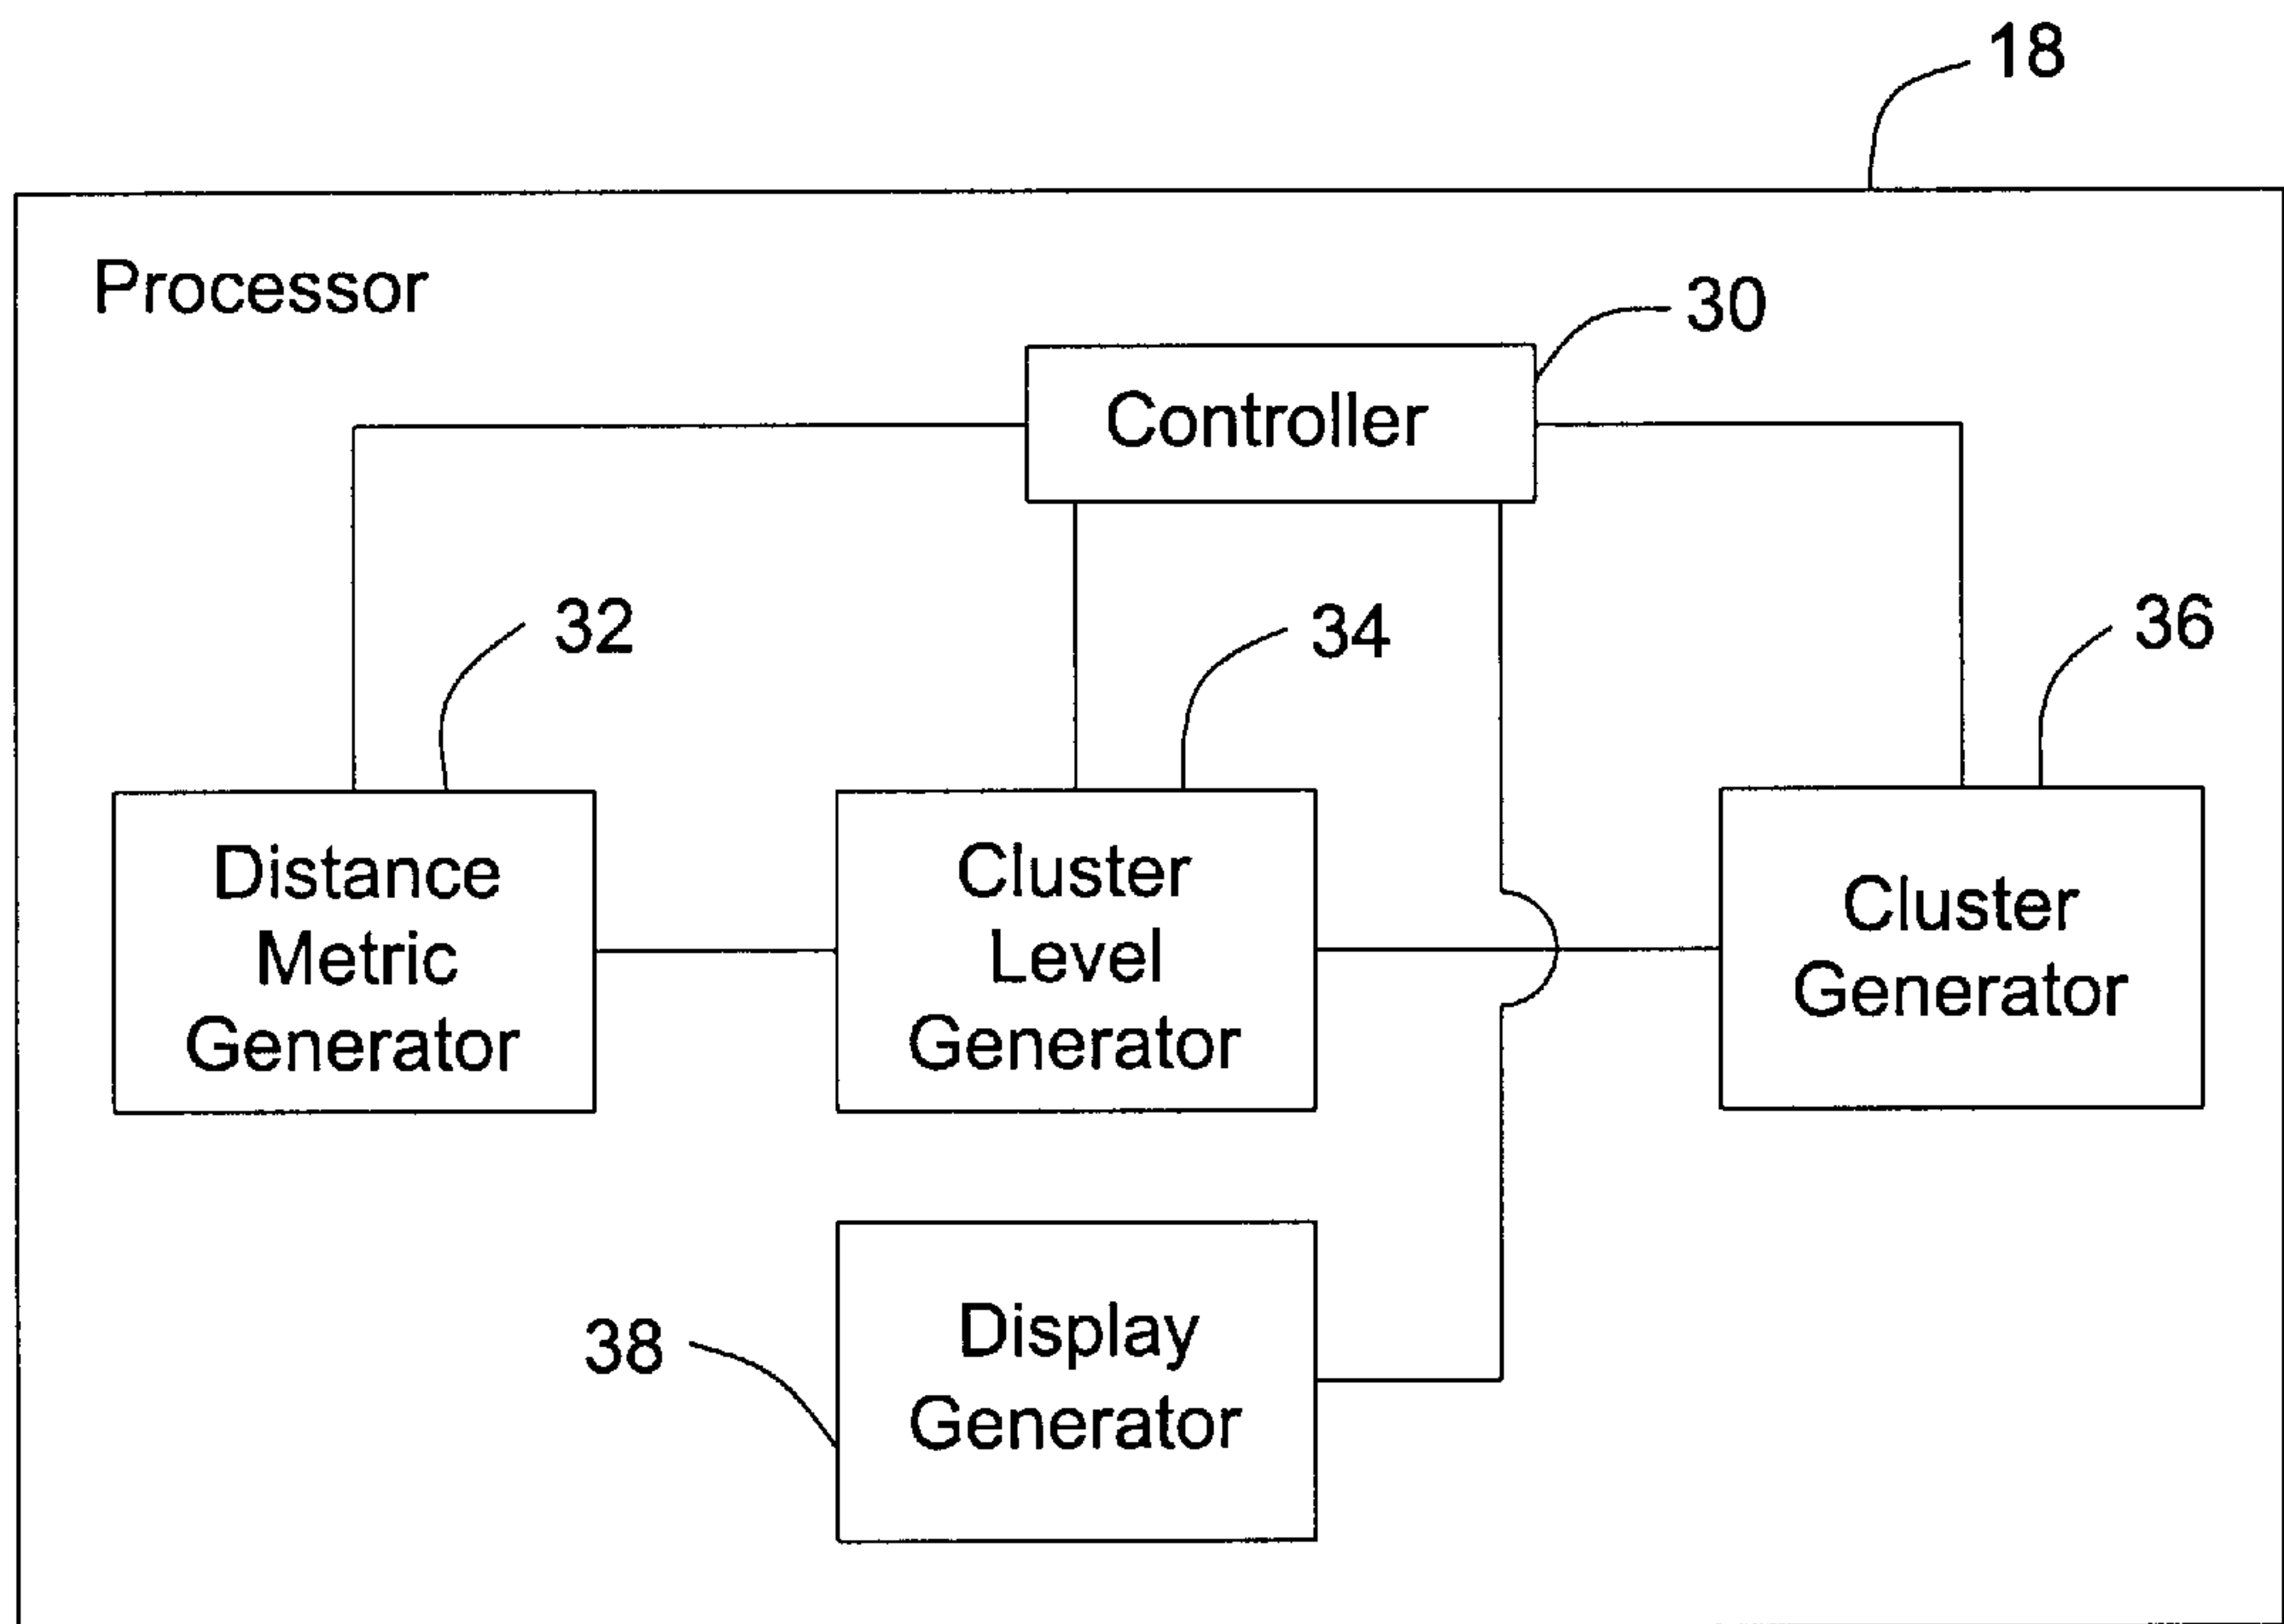 18
Processor
30
Controller
32
34
36
Distance
Metric
Generator
Cluster
Level
Generator
Cluster
Generator
38
Display
Generator